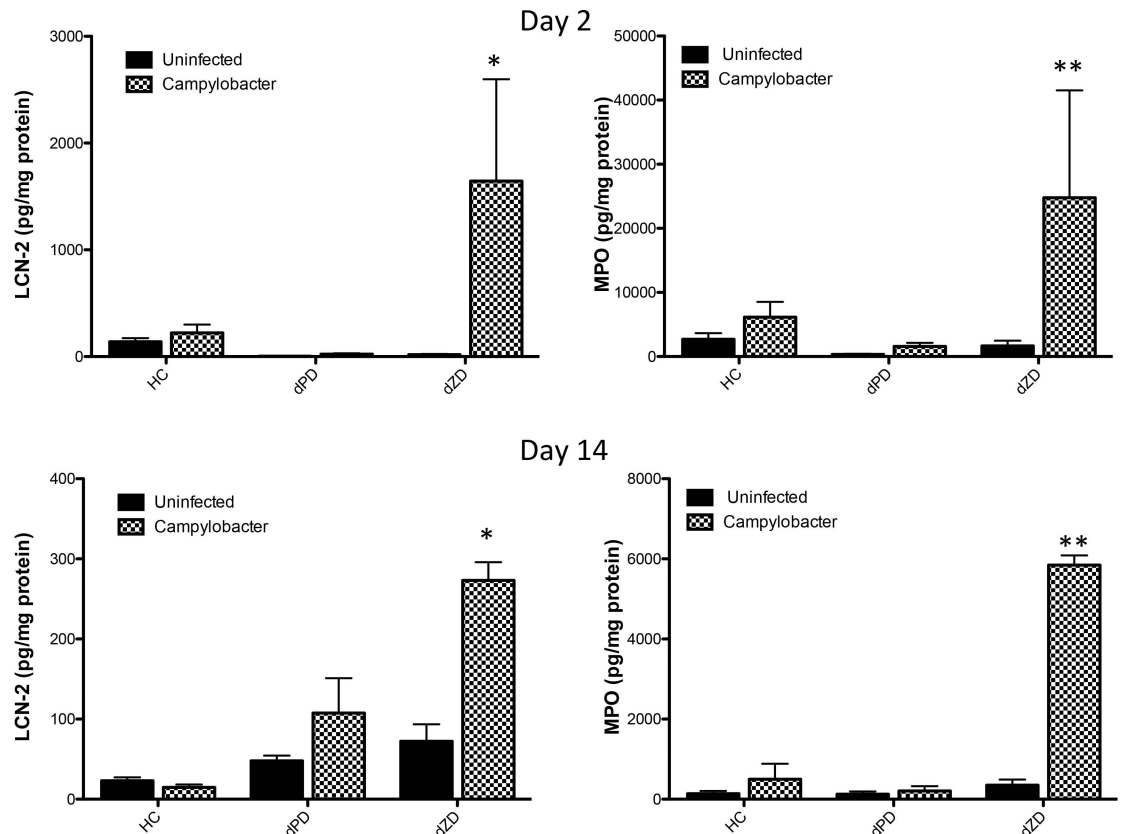 Day 2
3000
2000
1000
0
LCN-2 (pg/mg protein)
Uninfected
Campylobacter
*
HC
dPD
dZD
50000
40000
30000
20000
10000
0
MPO (pg/mg protein)
Uninfected
Campylobacter
**
HC
dPD
dZD
Day 14
400
300
200
100
0
LCN-2 (pg/mg protein)
Uninfected
Campylobacter
*
HC
dPD
dZD
8000
6000
4000
2000
0
MPO (pg/mg protein)
Uninfected
Campylobacter
**
HC
dPD
dZD